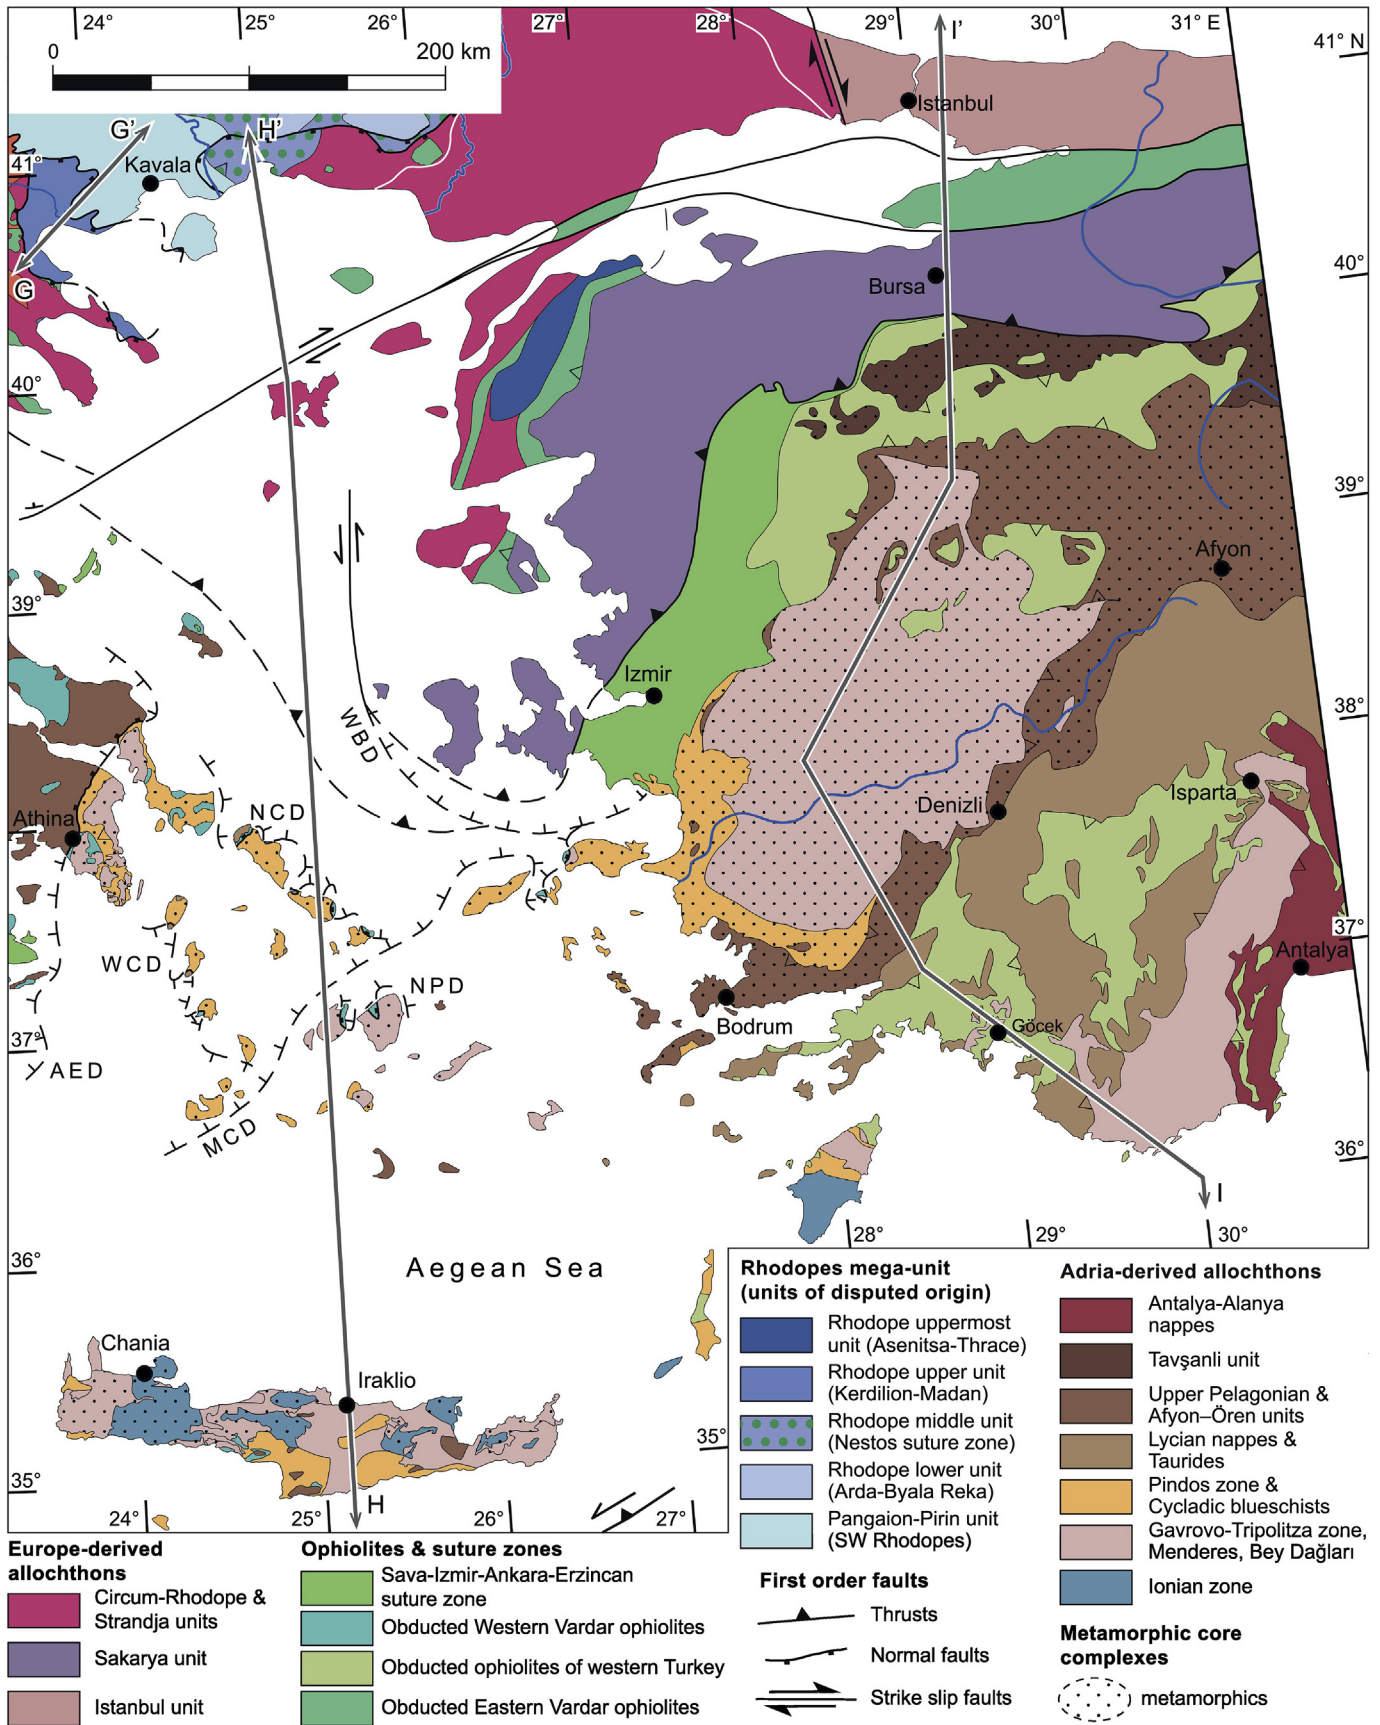 24° 25° 26° 27° 28° 29° I' 30° 31° E
41° N
0 200 km
Istanbul
G' H'
41° Kavala
G
Bursa
40°
40°
39°
Afyon
39°
Izmir
38°
WBD
Isparta
Denizli
Athina
NCD
37°
Antalya
WCD
NPD
Bodrum
Göcek
37°
AED
MCD
36°
I
28° 29° 30°
36°
Aegean Sea
Chania
Iraklio
35°
35°
H
24° 25° 26° 27°
Rhodopes mega-unit
(units of disputed origin)
Rhodope uppermost
unit (Asenitsa-Thrace)
Rhodope upper unit
(Kerdilion-Madan)
Rhodope middle unit
(Nestos suture zone)
Rhodope lower unit
(Arda-Byala Reka)
Pangaion-Pirin unit
(SW Rhodopes)
Adria-derived allochthons
Antalya-Alanya
nappes
Tavşanli unit
Upper Pelagonian &
Afyon–Ören units
Lycian nappes &
Taurides
Pindos zone &
Cycladic blueschists
Gavrovo-Tripolitza zone,
Menderes, Bey Dağları
Ionian zone
Europe-derived
allochthons
Circum-Rhodope &
Strandja units
Sakarya unit
Istanbul unit
Ophiolites & suture zones
Sava-Izmir-Ankara-Erzincan
suture zone
Obducted Western Vardar ophiolites
Obducted ophiolites of western Turkey
Obducted Eastern Vardar ophiolites
First order faults
Thrusts
Normal faults
Strike slip faults
Metamorphic core
complexes
metamorphics